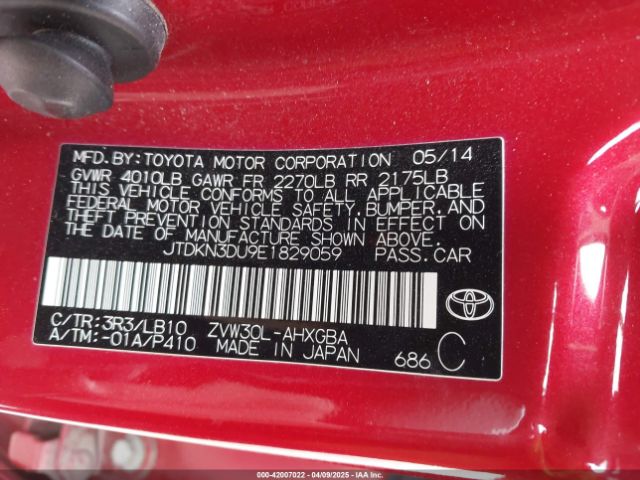 MFD. BY: TOYOTA MOTOR CORPORATION 05/14
GVWR 4010LB GAWR FR 2270LB RR 2175LB
THIS VEHICLE CONFORMS TO ALL APPLICABLE
FEDERAL MOTOR VEHICLE SAFETY, BUMPER, AND
THEFT PREVENTION STANDARDS IN EFFECT ON
THE DATE OF MANUFACTURE SHOWN ABOVE.
JTDKN3DU9E1829059 PASS. CAR
C/TR: 3R3/LB10 ZVW30L-AHXGBA
A/TM: -01A/P410 MADE IN JAPAN 686 C
TOYOTA
000-42007022 - 04/09/2025 - IAAI.COM